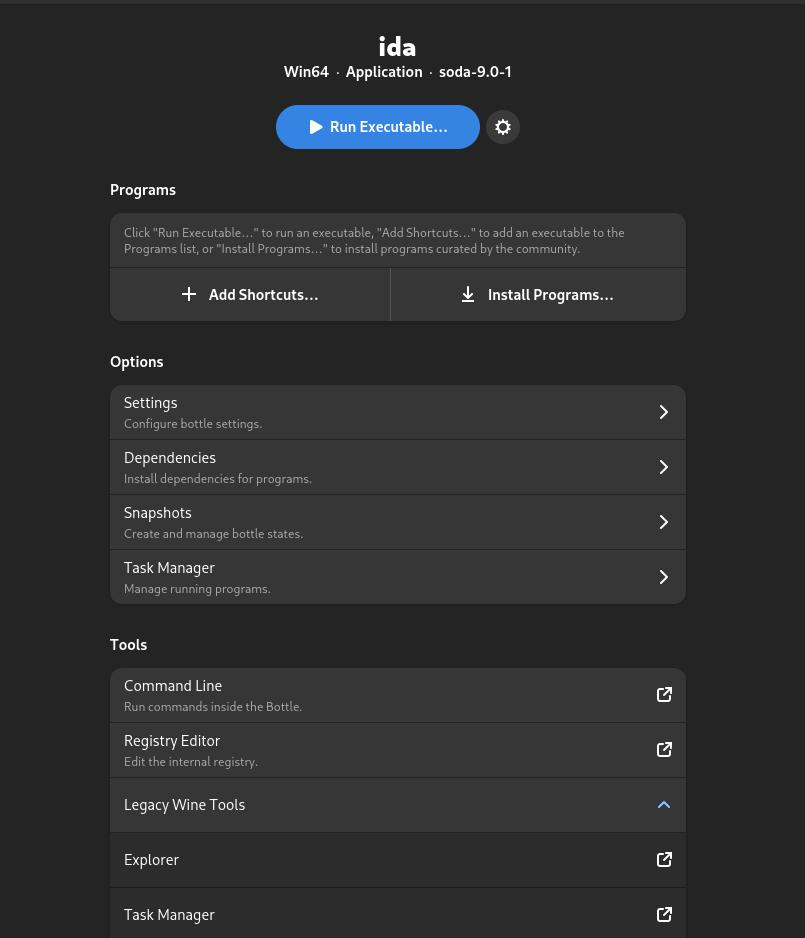 ida
Win64 · Application · soda-9.0-1
Run Executable…
Programs
Click "Run Executable…" to run an executable, "Add Shortcuts…" to add an executable to the
Programs list, or "Install Programs…" to install programs curated by the community.
Add Shortcuts…
Install Programs…
Options
Settings
Configure bottle settings.
Dependencies
Install dependencies for programs.
Snapshots
Create and manage bottle states.
Task Manager
Manage running programs.
Tools
Command Line
Run commands inside the Bottle.
Registry Editor
Edit the internal registry.
Legacy Wine Tools
Explorer
Task Manager